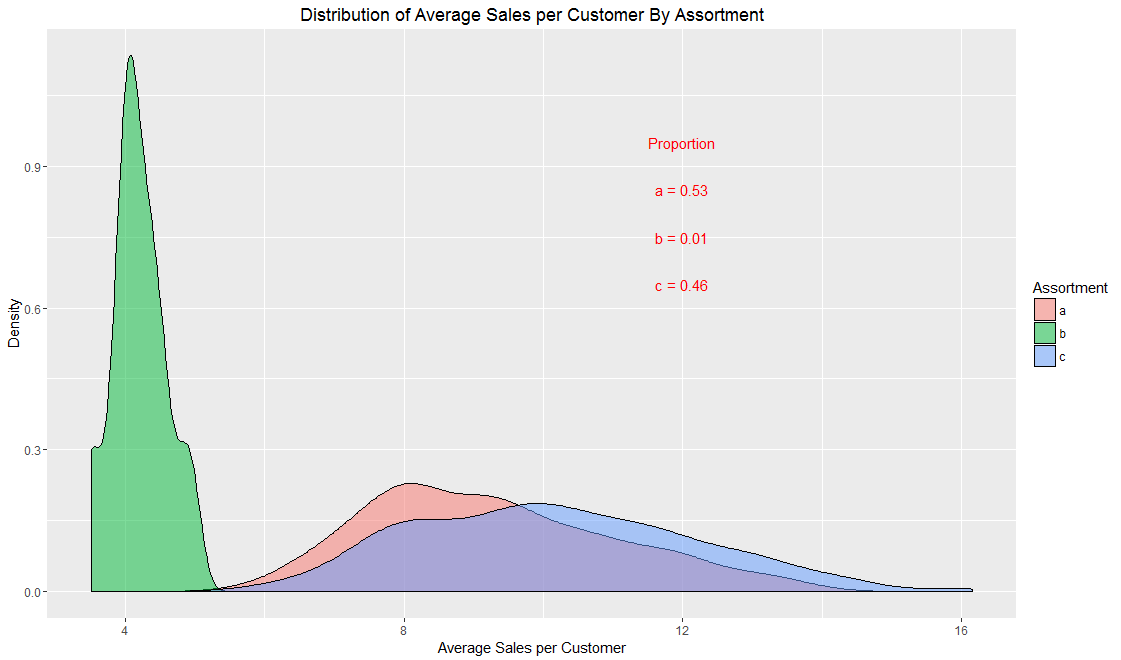 Distribution of Average Sales per Customer By Assortment
Density
0.9
0.6
0.3
0.0
Proportion
a = 0.53
b = 0.01
c = 0.46
4
8
12
16
Average Sales per Customer
Assortment
a
b
c